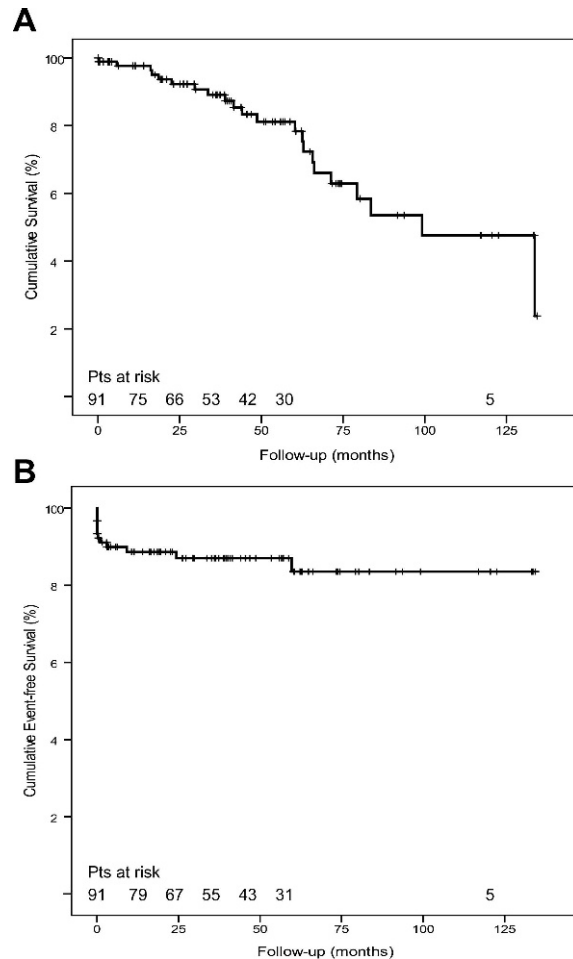 A
100
8
6
4
2
Cumulative Survival (%)
Pts at risk
91 75 66 53 42 30 5
0 25 50 75 100 125
Follow-up (months)
B
100
8
6
4
2
Cumulative Event-free Survival (%)
Pts at risk
91 79 67 55 43 31 5
0 25 50 75 100 125
Follow-up (months)